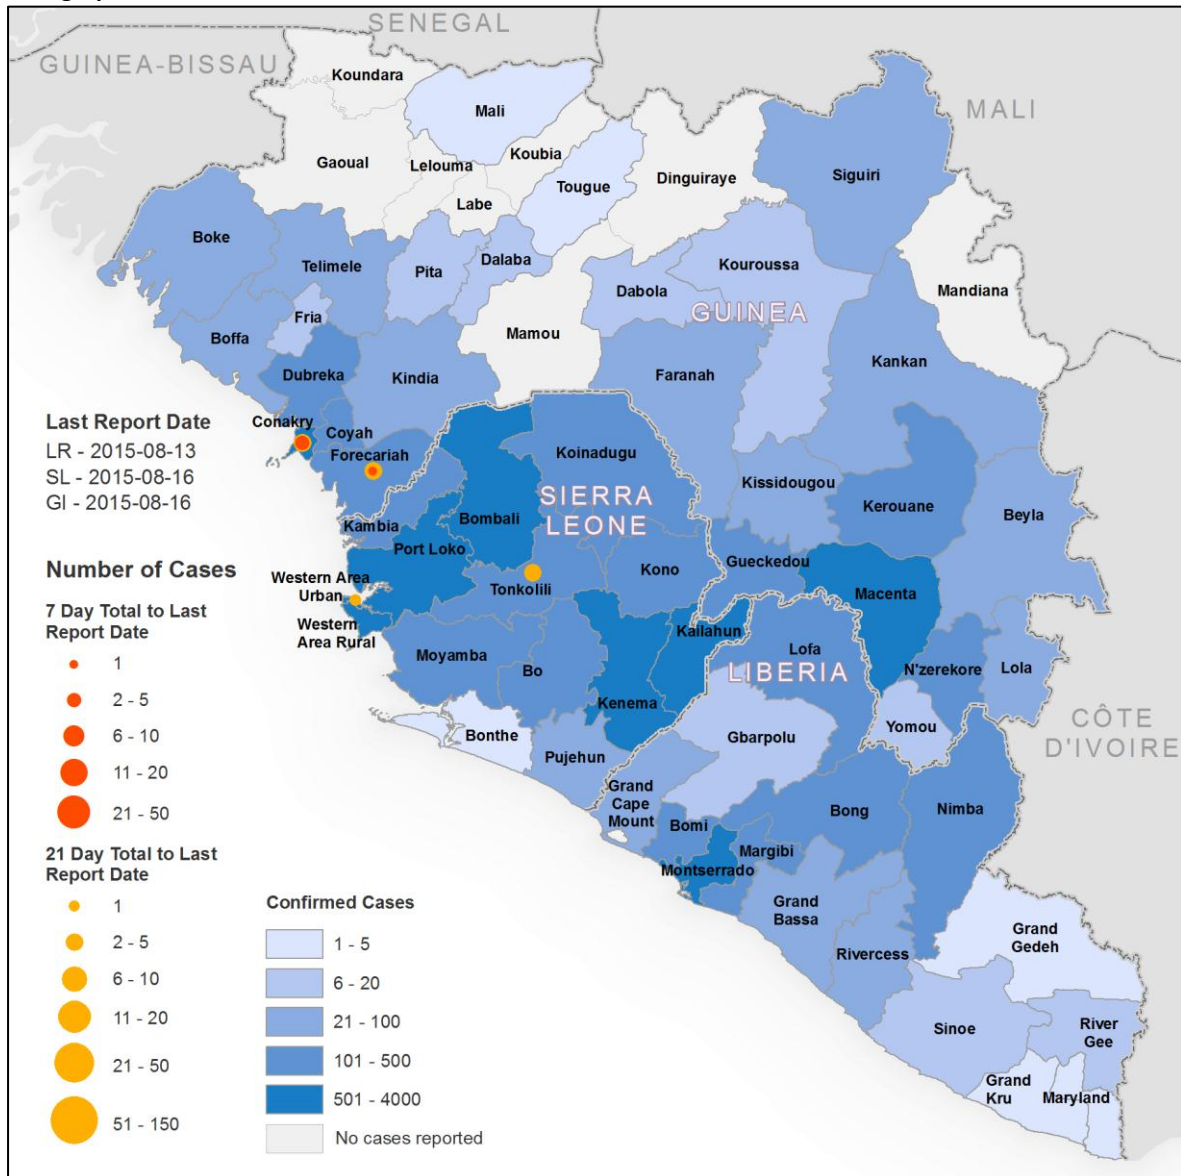 SENEGAL
GUINEA-BISSAU
Koundara
MALI
Mali
Gaoual
Lelouma
Koubia
Labe
Tougue
Dinguiraye
Siguiri
Boke
Telimele
Pita
Dalaba
Kouroussa
Dabola
GUINEA
Mandiana
Fria
Boffa
Mamou
Dubreka
Kindia
Faranah
Kankan
Last Report Date
LR - 2015-08-13
SL - 2015-08-16
GI - 2015-08-16
Conakry
Coyah
Forecariah
Koinadugu
SIERRA
LEONE
Kissidougou
Kerouane
Beyla
Kambia
Bombali
Port Loko
Kono
Gueckedou
Macenta
Tonkolili
Western Area
Urban
Western
Area Rural
Moyamba
Bo
Kailahun
Kenema
Lofa
LIBERIA
N'zerekore
Lola
Yomou
CÔTE
D'IVOIRE
Bonthe
Pujehun
Gbarpolu
Grand
Cape
Mount
Bomi
Bong
Nimba
Margibi
Montserrado
Grand
Bassa
Rivercess
Grand
Gedeh
Sinoe
River
Gee
Grand
Kru
Maryland
Number of Cases
7 Day Total to Last
Report Date
1
2 - 5
6 - 10
11 - 20
21 - 50
21 Day Total to Last
Report Date
1
2 - 5
6 - 10
11 - 20
21 - 50
51 - 150
Confirmed Cases
1 - 5
6 - 20
21 - 100
101 - 500
501 - 4000
No cases reported